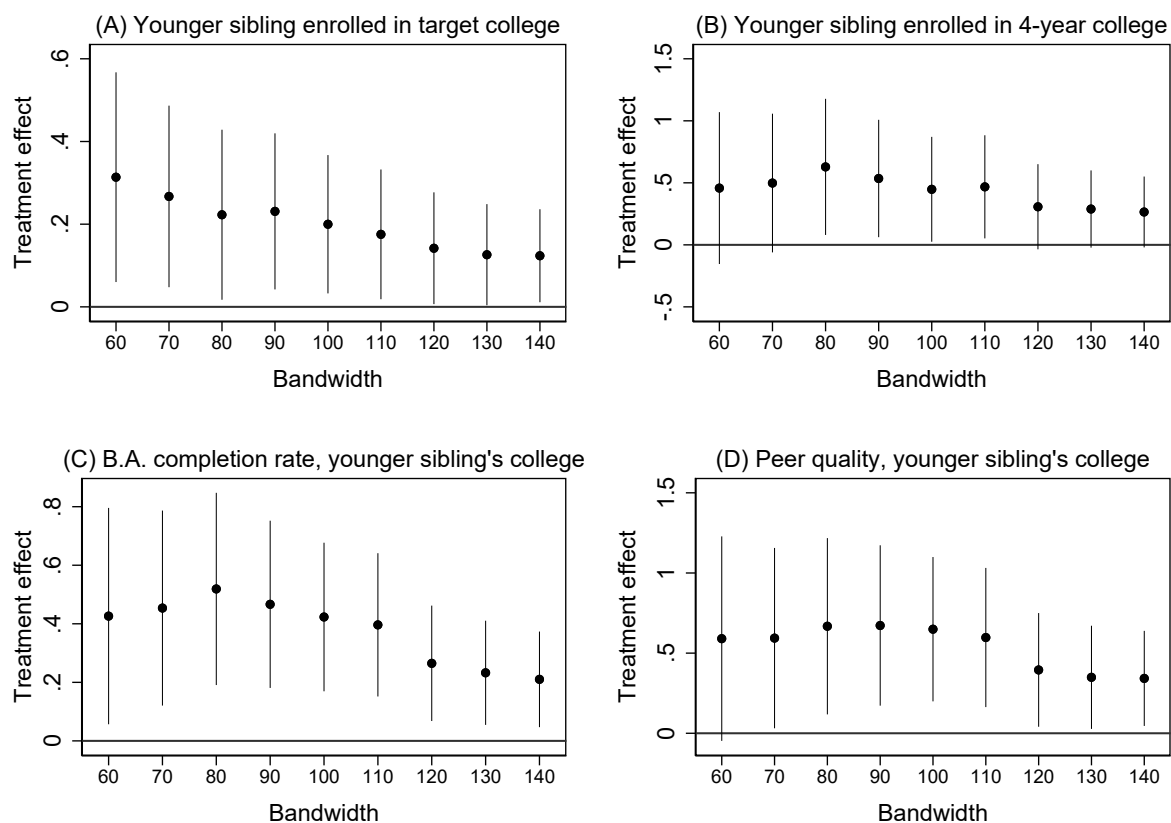 (A) Younger sibling enrolled in target college
Treatment effect
.6
.4
.2
0
60 70 80 90 100 110 120 130 140
Bandwidth
(B) Younger sibling enrolled in 4-year college
Treatment effect
1.5
1
.5
0
-.5
60 70 80 90 100 110 120 130 140
Bandwidth
(C) B.A. completion rate, younger sibling's college
Treatment effect
.8
.6
.4
.2
0
60 70 80 90 100 110 120 130 140
Bandwidth
(D) Peer quality, younger sibling's college
Treatment effect
1.5
1
.5
0
60 70 80 90 100 110 120 130 140
Bandwidth